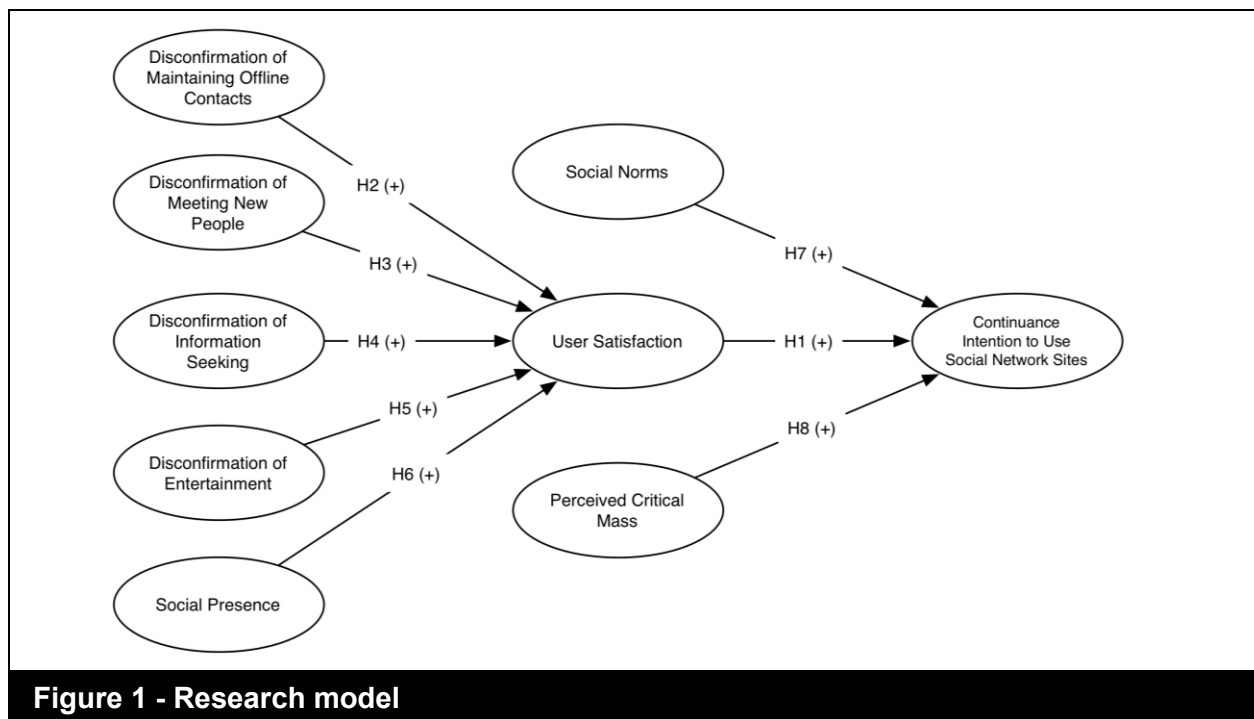 Disconfirmation of
Maintaining Offline
Contacts
H2 (+)
Social Norms
Disconfirmation of
Meeting New
People
H7 (+)
H3 (+)
Disconfirmation of
Information
Seeking
H4 (+)
User Satisfaction
H1 (+)
Continuance
Intention to Use
Social Network Sites
H5 (+)
H8 (+)
Disconfirmation of
Entertainment
H6 (+)
Perceived Critical
Mass
Social Presence
Figure 1 - Research model